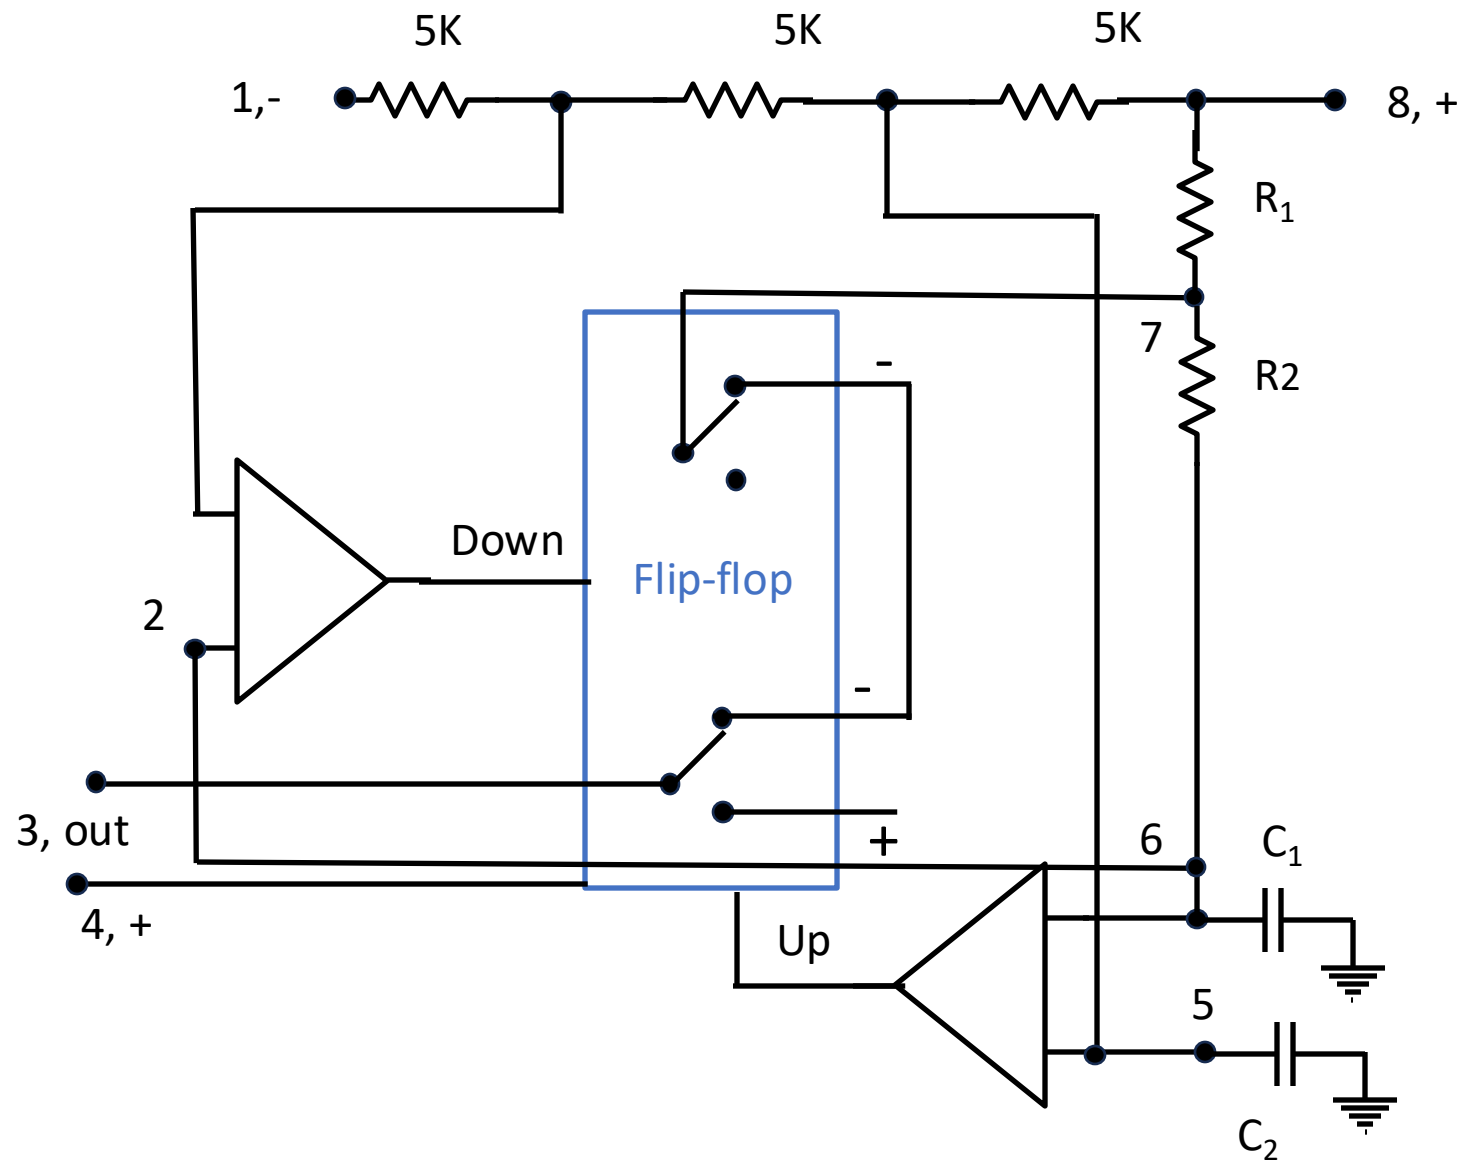 5K
5K
5K
1,-
8, +
R1
7
-
R2
Down
Flip-flop
2
-
3, out
+
6
C1
4, +
Up
5
C2